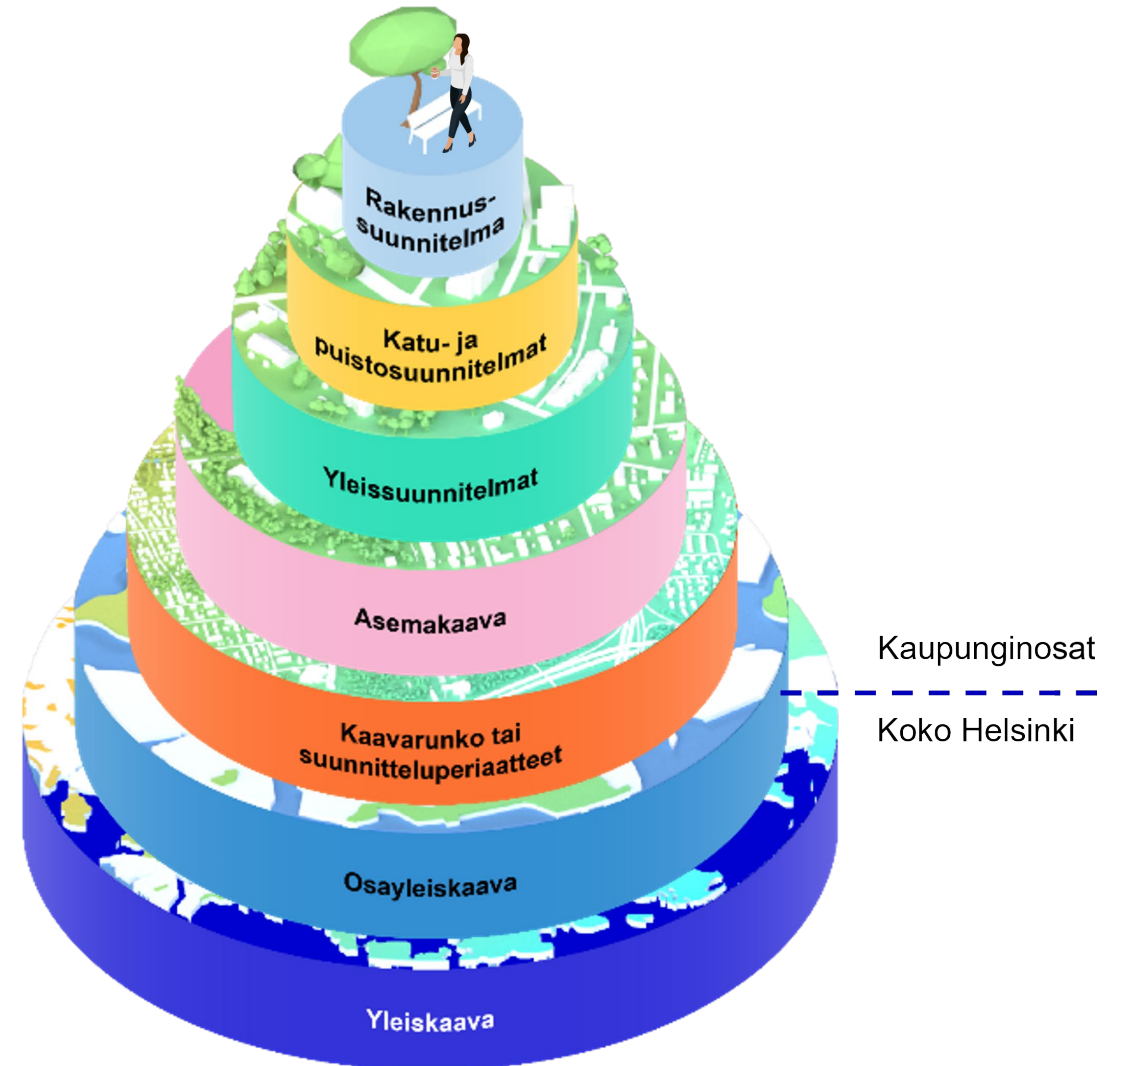 Rakennus-
suunnitelma
Katu- ja
puistosuunnitelmat
Yleissuunnitelmat
Asemakaava
Kaupunginosat
Kaavarunko tai
suunnitteluperiaatteet
Koko Helsinki
Osayleiskaava
Yleiskaava